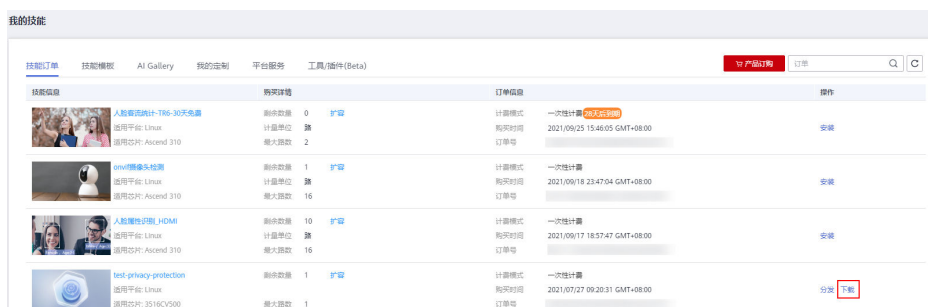 我的技能
技能订单 技能模板 AI Gallery 我的定制 平台服务 工具/插件(Beta) 产品订购 订单
技能信息 购买详情 订单信息 操作
人脸客流统计-TR6-30天免费 剩余数量 0 扩容 计费模式 一次性计费 28天后到期
适用平台: Linux 计量单位 路 购买时间 2021/09/25 15:46:05 GMT+08:00 安装
适用芯片: Ascend 310 最大路数 2 订单号
onvif摄像头检测 剩余数量 1 扩容 计费模式 一次性计费
适用平台: Linux 计量单位 路 购买时间 2021/09/18 23:47:04 GMT+08:00 安装
适用芯片: Ascend 310 最大路数 16 订单号
人脸属性识别_HDMI 剩余数量 10 扩容 计费模式 一次性计费
适用平台: Linux 计量单位 路 购买时间 2021/09/17 18:57:47 GMT+08:00 安装
适用芯片: Ascend 310 最大路数 16 订单号
test-privacy-protection 剩余数量 1 扩容 计费模式 一次性计费
适用平台: Linux 购买时间 2021/07/27 09:20:31 GMT+08:00 分发 下载
适用芯片: 3516CV500 最大路数 1 订单号